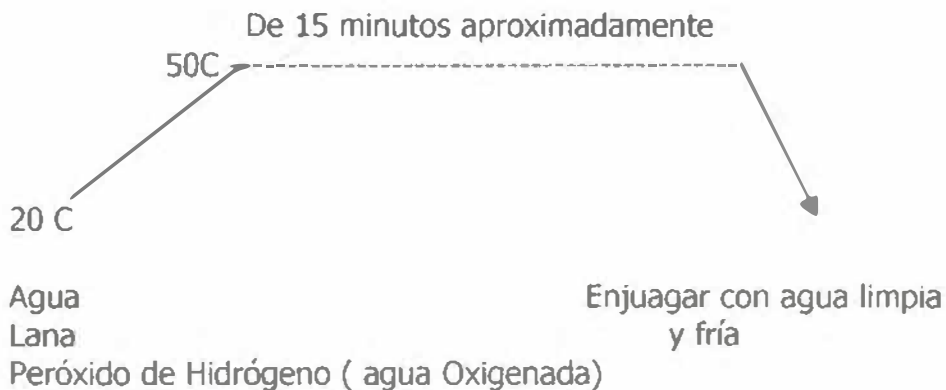 De 15 minutos aproximadamente
50C
20 C
Agua
Lana
Peróxido de Hidrógeno ( agua Oxigenada)
Enjuagar con agua limpia
y fría